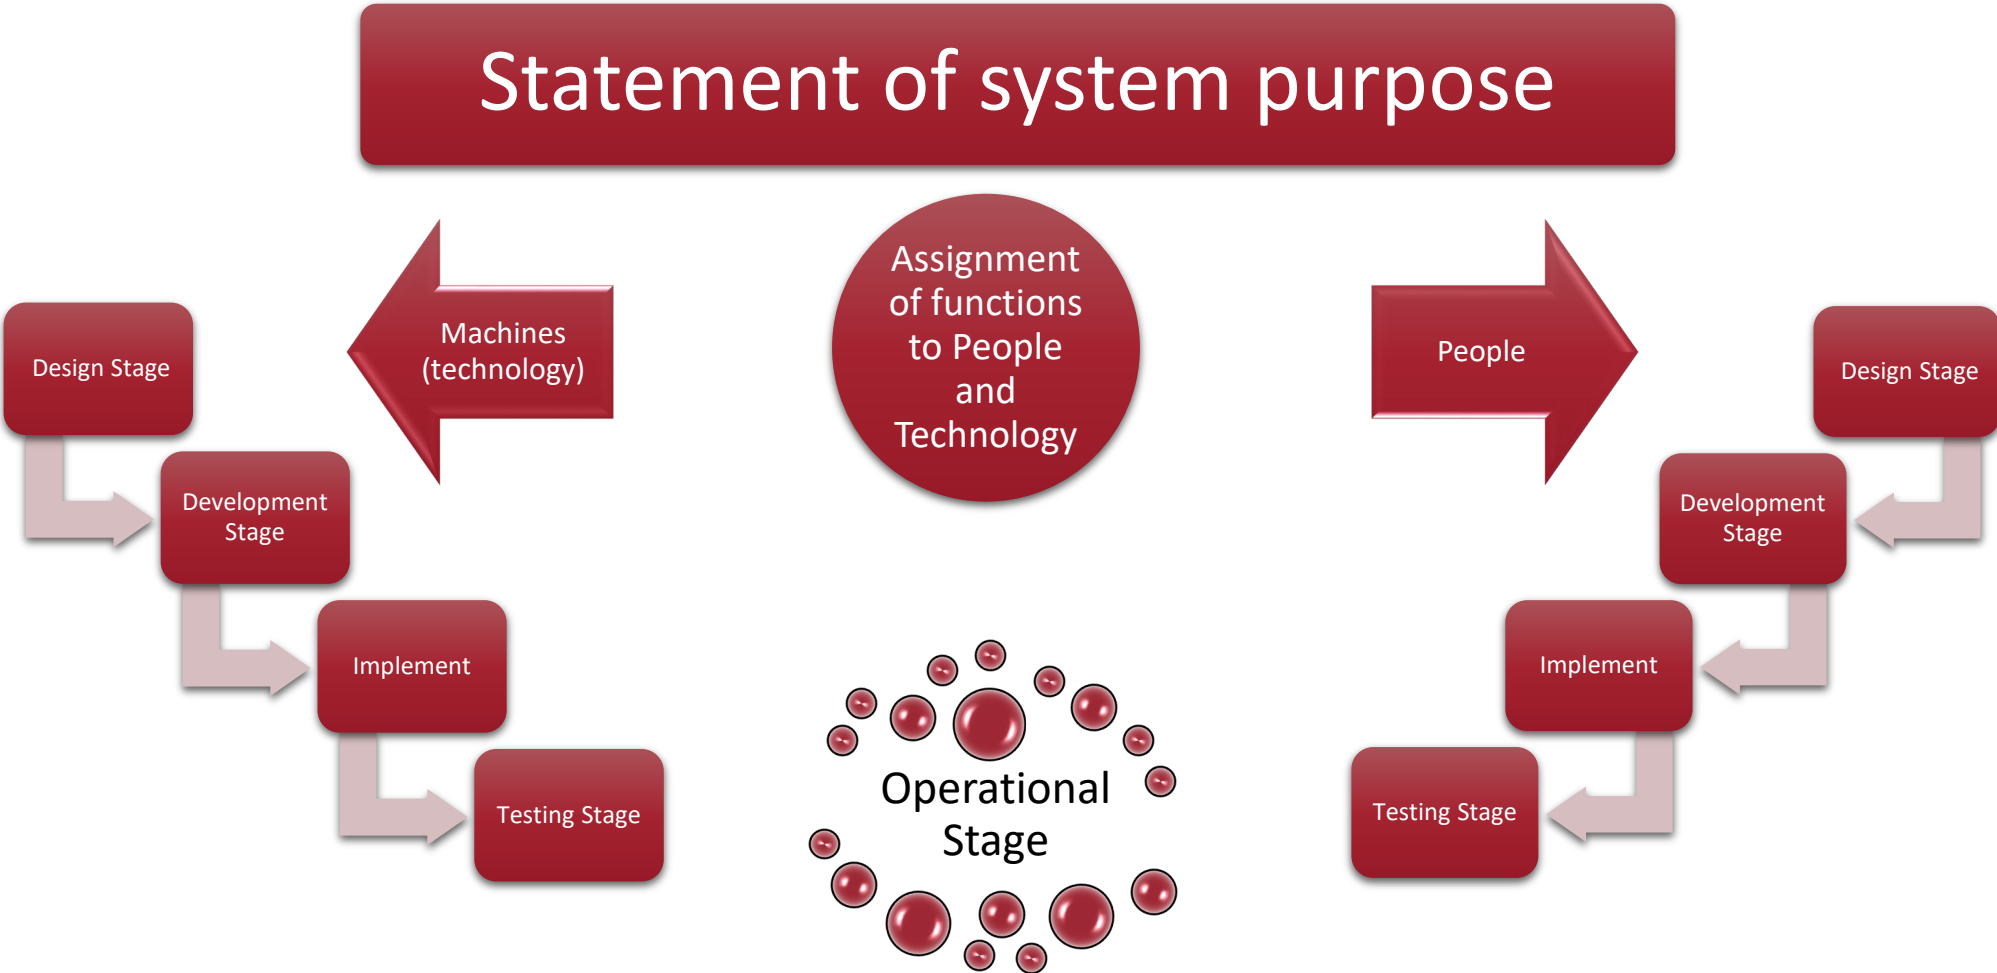 Statement of system purpose
Assignment
of functions
to People
and
Technology
Machines
(technology)
People
Design Stage
Development
Stage
Implement
Testing Stage
Design Stage
Development
Stage
Implement
Testing Stage
Operational
Stage